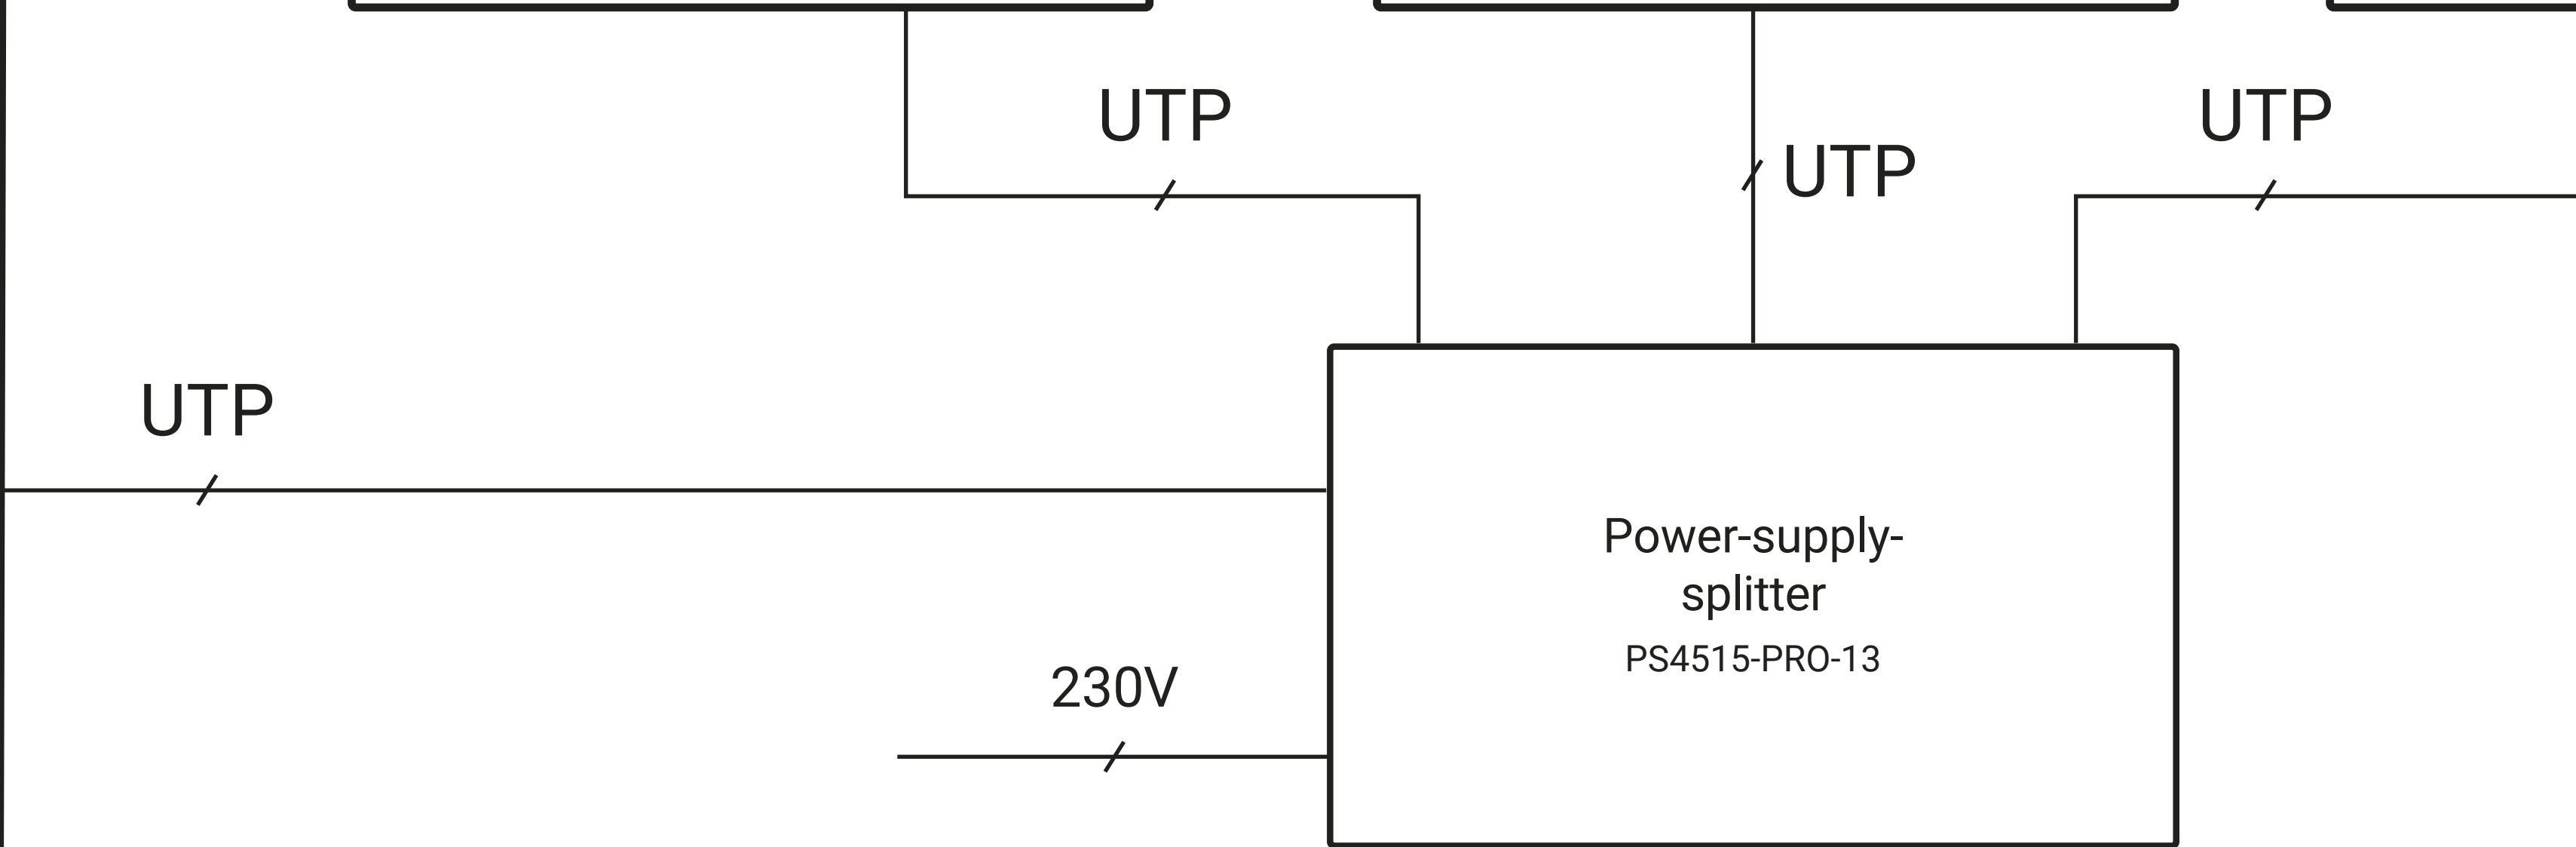 UTP
UTP
UTP
UTP
Power-supply-
splitter
PS4515-PRO-13
230V